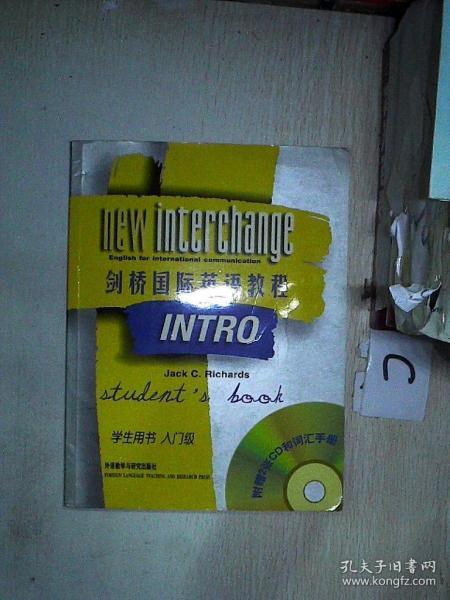 new interchange
English for international communication
剑桥国际英语教程
INTRO
Jack C. Richards
student's book
学生用书 入门级
外语教学与研究出版社
FOREIGN LANGUAGE TEACHING AND RESEARCH PRESS
附赠2张CD和词汇手册
孔夫子旧书网
www.kongfz.com